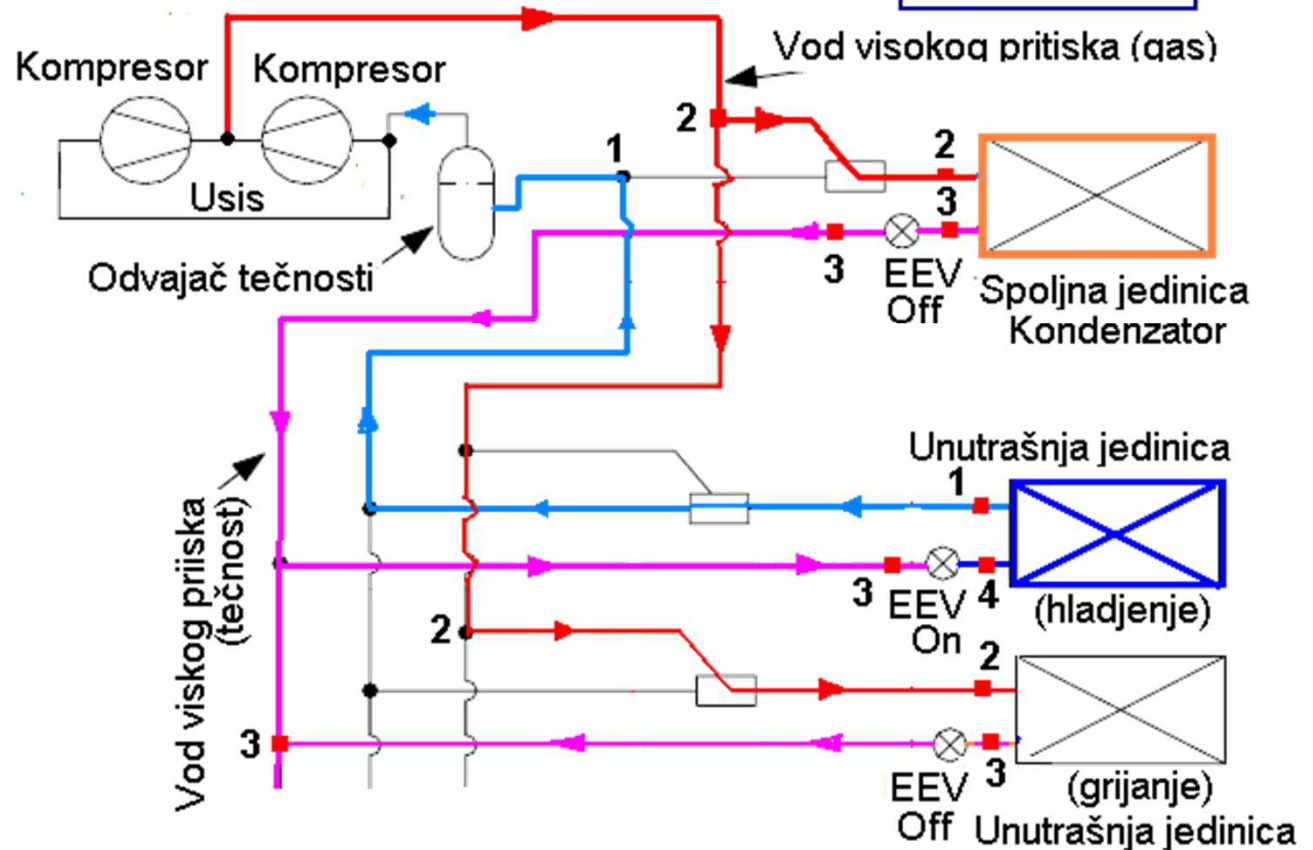 Vod visokog pritiska (gas)
Kompresor
Kompresor
2
1
2
Usis
3
3
Odvajač tečnosti
EEV
Off
Spoljna jedinica
Kondenzator
Unutrašnja jedinica
1
Vod viskog priiska
(tečnost)
3
EEV
On
4
(hladjenje)
2
2
3
3
EEV
Off
(grijanje)
Unutrašnja jedinica